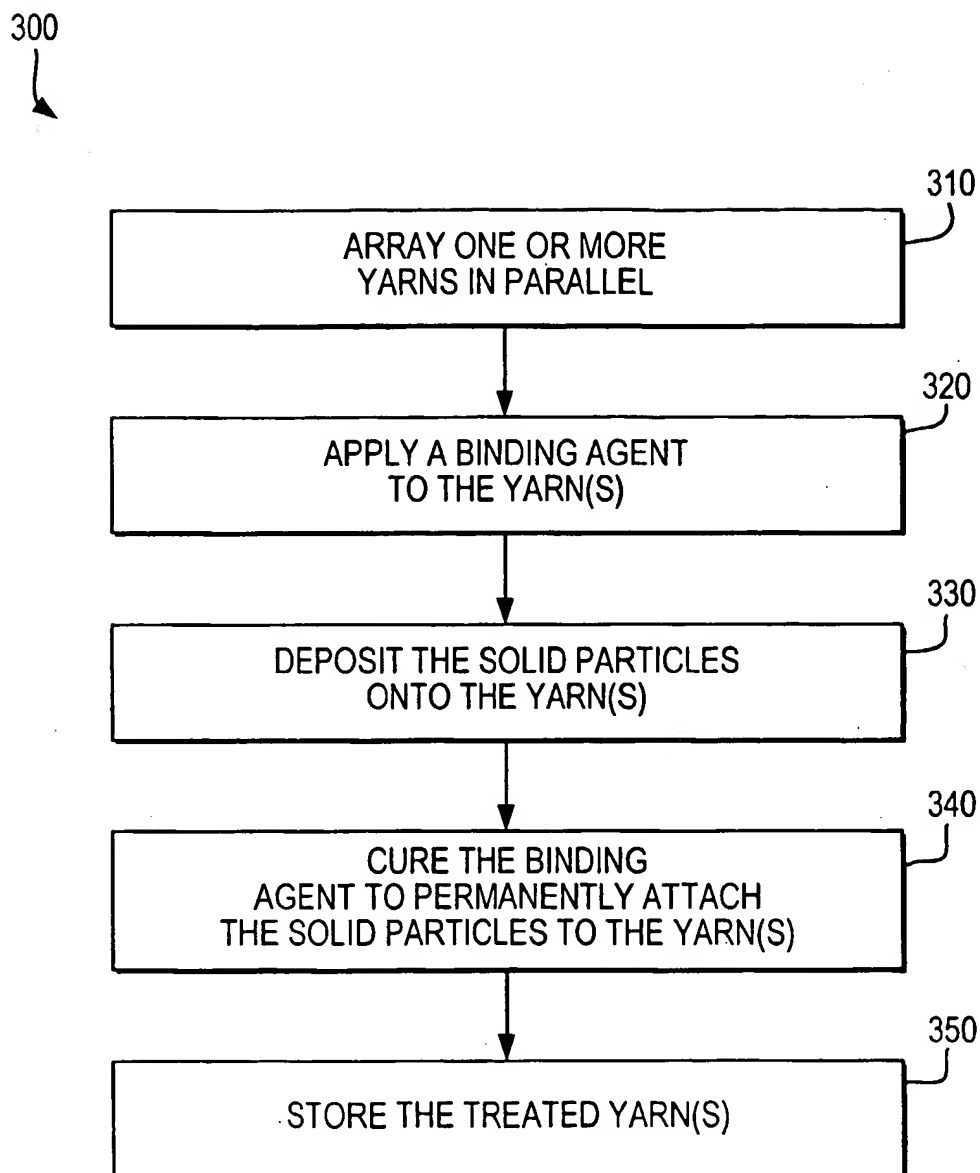 300
310
ARRAY ONE OR MORE
YARNS IN PARALLEL
320
APPLY A BINDING AGENT
TO THE YARN(S)
330
DEPOSIT THE SOLID PARTICLES
ONTO THE YARN(S)
340
CURE THE BINDING
AGENT TO PERMANENTLY ATTACH
THE SOLID PARTICLES TO THE YARN(S)
350
STORE THE TREATED YARN(S)